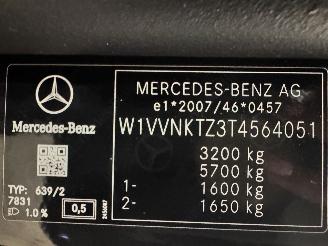 MERCEDES-BENZ AG
e1*2007/46*0457
W1VVNKTZ3T4564051
3200 kg
5700 kg
1- 1600 kg
2- 1650 kg
Mercedes-Benz
TYP: 639/2
7831
1.0 % 0,5